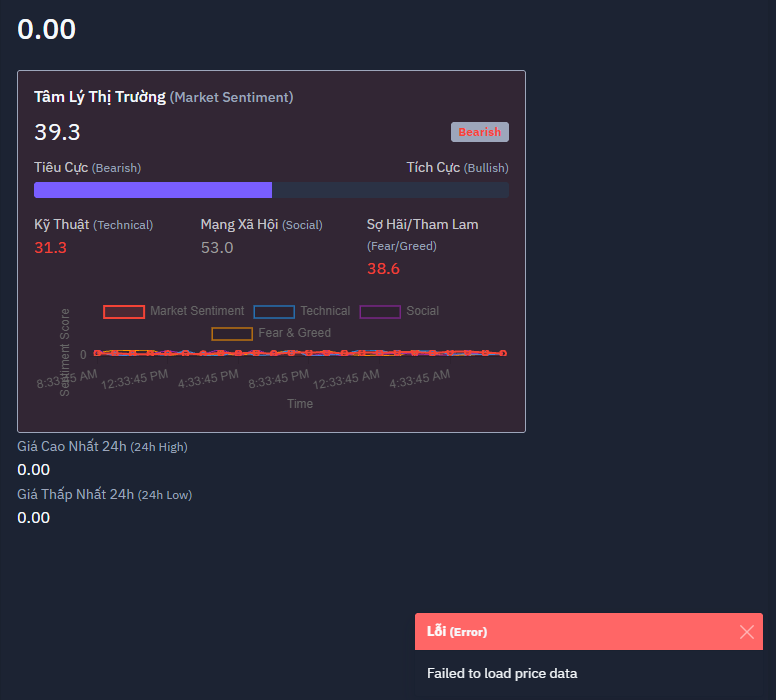 0.00
Tâm Lý Thị Trường (Market Sentiment)
39.3
Bearish
Tiêu Cực (Bearish)
Tích Cực (Bullish)
Kỹ Thuật (Technical)
31.3
Mạng Xã Hội (Social)
53.0
Sợ Hãi/Tham Lam
(Fear/Greed)
38.6
Market Sentiment
Technical
Social
Fear & Greed
Sentiment Score
0
8:33:45 AM
12:33:45 PM
4:33:45 PM
8:33:45 PM
12:33:45 AM
4:33:45 AM
Time
Giá Cao Nhất 24h (24h High)
0.00
Giá Thấp Nhất 24h (24h Low)
0.00
Lỗi (Error)
Failed to load price data